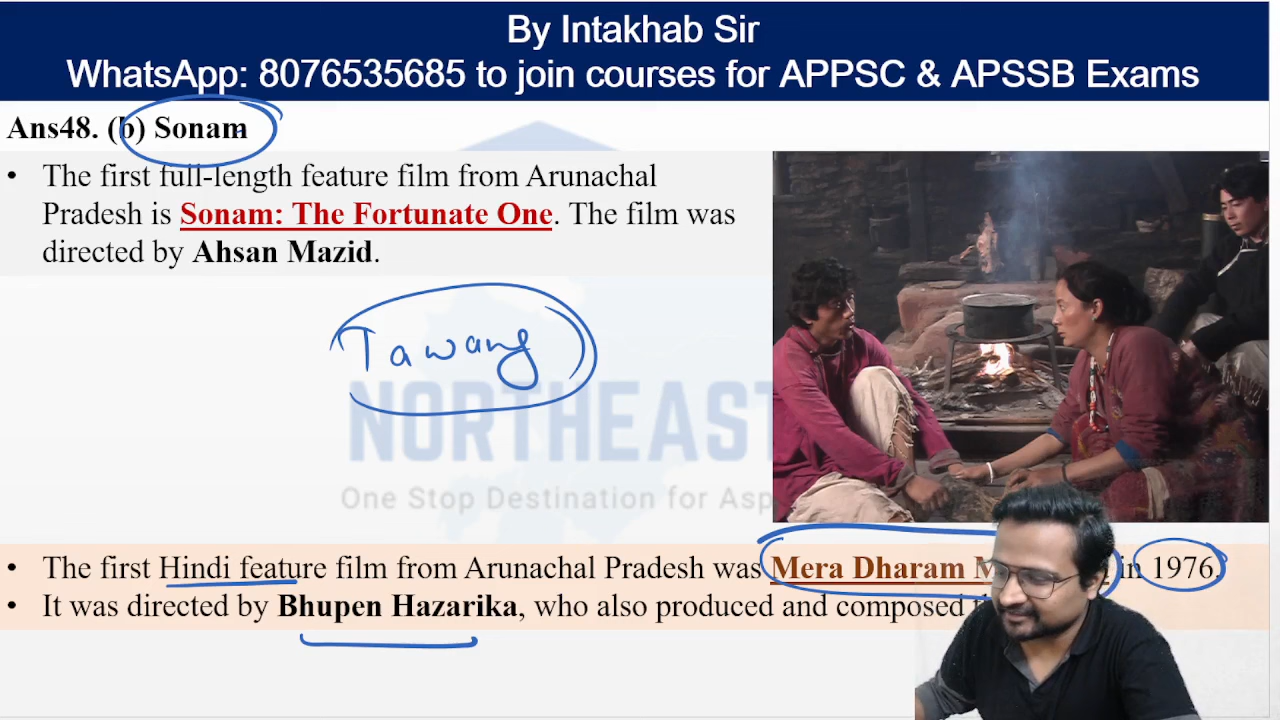 By Intakhab Sir
WhatsApp: 8076535685 to join courses for APPSC & APSSB Exams
Ans48. (b) Sonam
• The first full-length feature film from Arunachal
Pradesh is Sonam: The Fortunate One. The film was
directed by Ahsan Mazid.
Tawang
NORTHEAST
One Stop Destination for
• The first Hindi feature film from Arunachal Pradesh was Mera Dharam in 1976.
• It was directed by Bhupen Hazarika, who also produced and composed